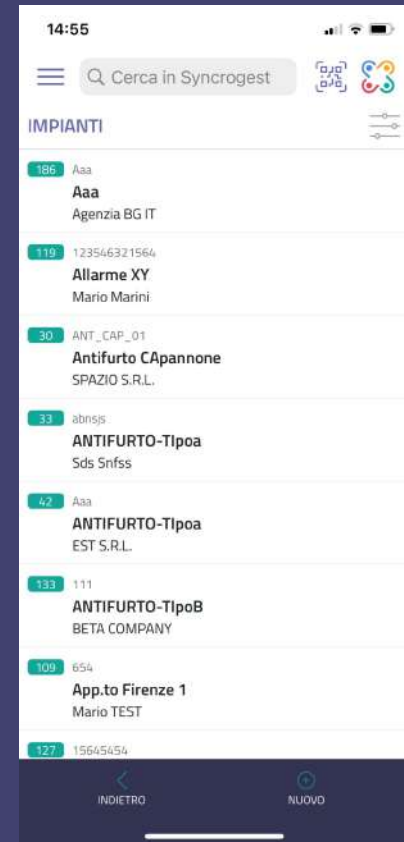 14:55
Cerca in Syncrogest
IMPIANTI
186 Aaa
Aaa
Agenzia BG IT
119 123546321564
Allarme XY
Mario Marini
30 ANT_CAP_01
Antifurto CApannone
SPAZIO S.R.L.
33 abnsjs
ANTIFURTO-TIpoa
Sds Snfss
42 Aaa
ANTIFURTO-TIpoa
EST S.R.L.
133 111
ANTIFURTO-TIpoB
BETA COMPANY
109 654
App.to Firenze 1
Mario TEST
127 15645454
INDIETRO NUOVO